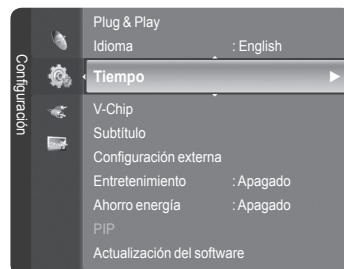 Configuración
Plug & Play
Idioma : English
Tiempo
V-Chip
Subtítulo
Configuración externa
Entretenimiento : Apagado
Ahorro energía : Apagado
PIP
Actualización del software